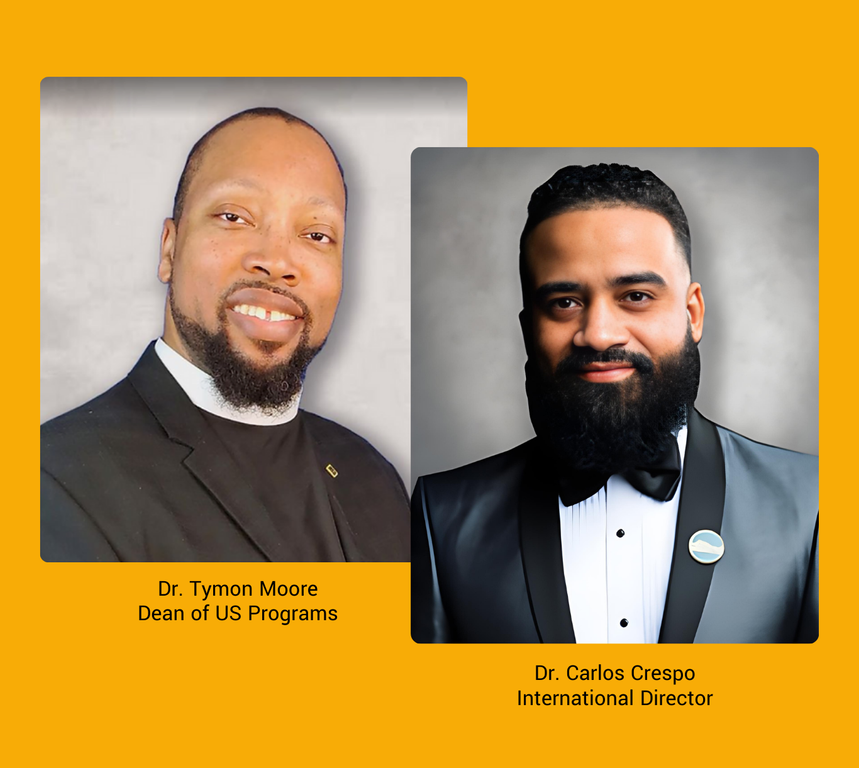 Dr. Tymon Moore
Dean of US Programs
Dr. Carlos Crespo
International Director